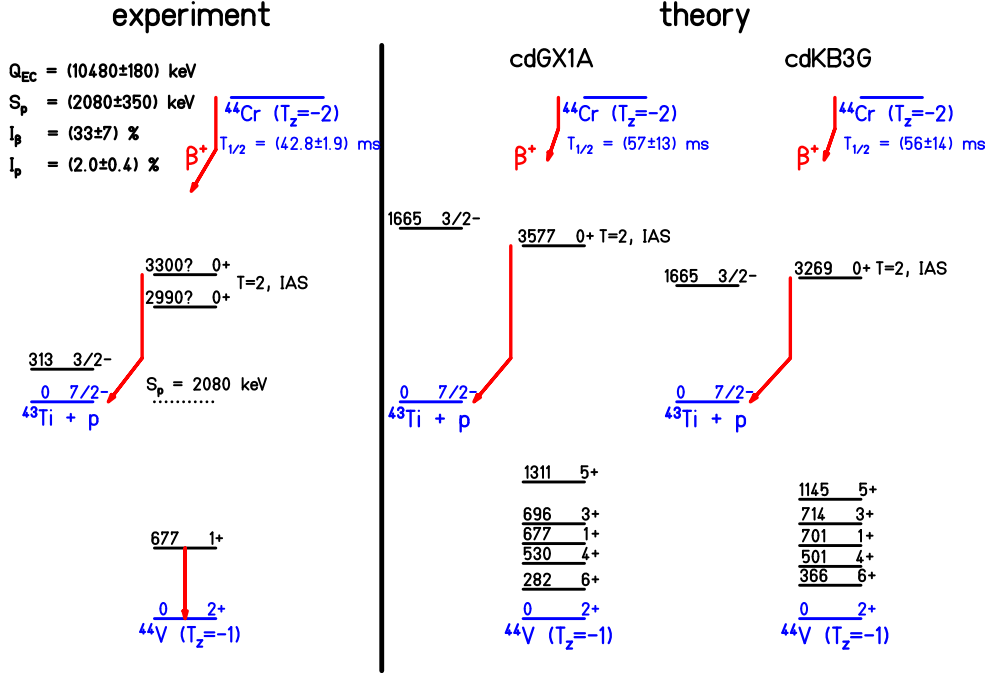 experiment
Q_EC = (10480±180) keV
S_p = (2080±350) keV
I_β = (33±7) %
I_p = (2.0±0.4) %
⁴⁴Cr (T_z=-2)
T_1/2 = (42.8±1.9) ms
β⁺
3300? 0+
T=2, IAS
2990? 0+
313 3/2-
0 7/2-
⁴³Ti + p
S_p = 2080 keV
677 1+
0 2+
⁴⁴V (T_z=-1)
theory
cdGX1A
⁴⁴Cr (T_z=-2)
T_1/2 = (57±13) ms
β⁺
1665 3/2-
3577 0+ T=2, IAS
0 7/2-
⁴³Ti + p
1311 5+
696 3+
677 1+
530 4+
282 6+
0 2+
⁴⁴V (T_z=-1)
cdKB3G
⁴⁴Cr (T_z=-2)
T_1/2 = (56±14) ms
β⁺
1665 3/2-
3269 0+ T=2, IAS
0 7/2-
⁴³Ti + p
1145 5+
714 3+
701 1+
501 4+
366 6+
0 2+
⁴⁴V (T_z=-1)